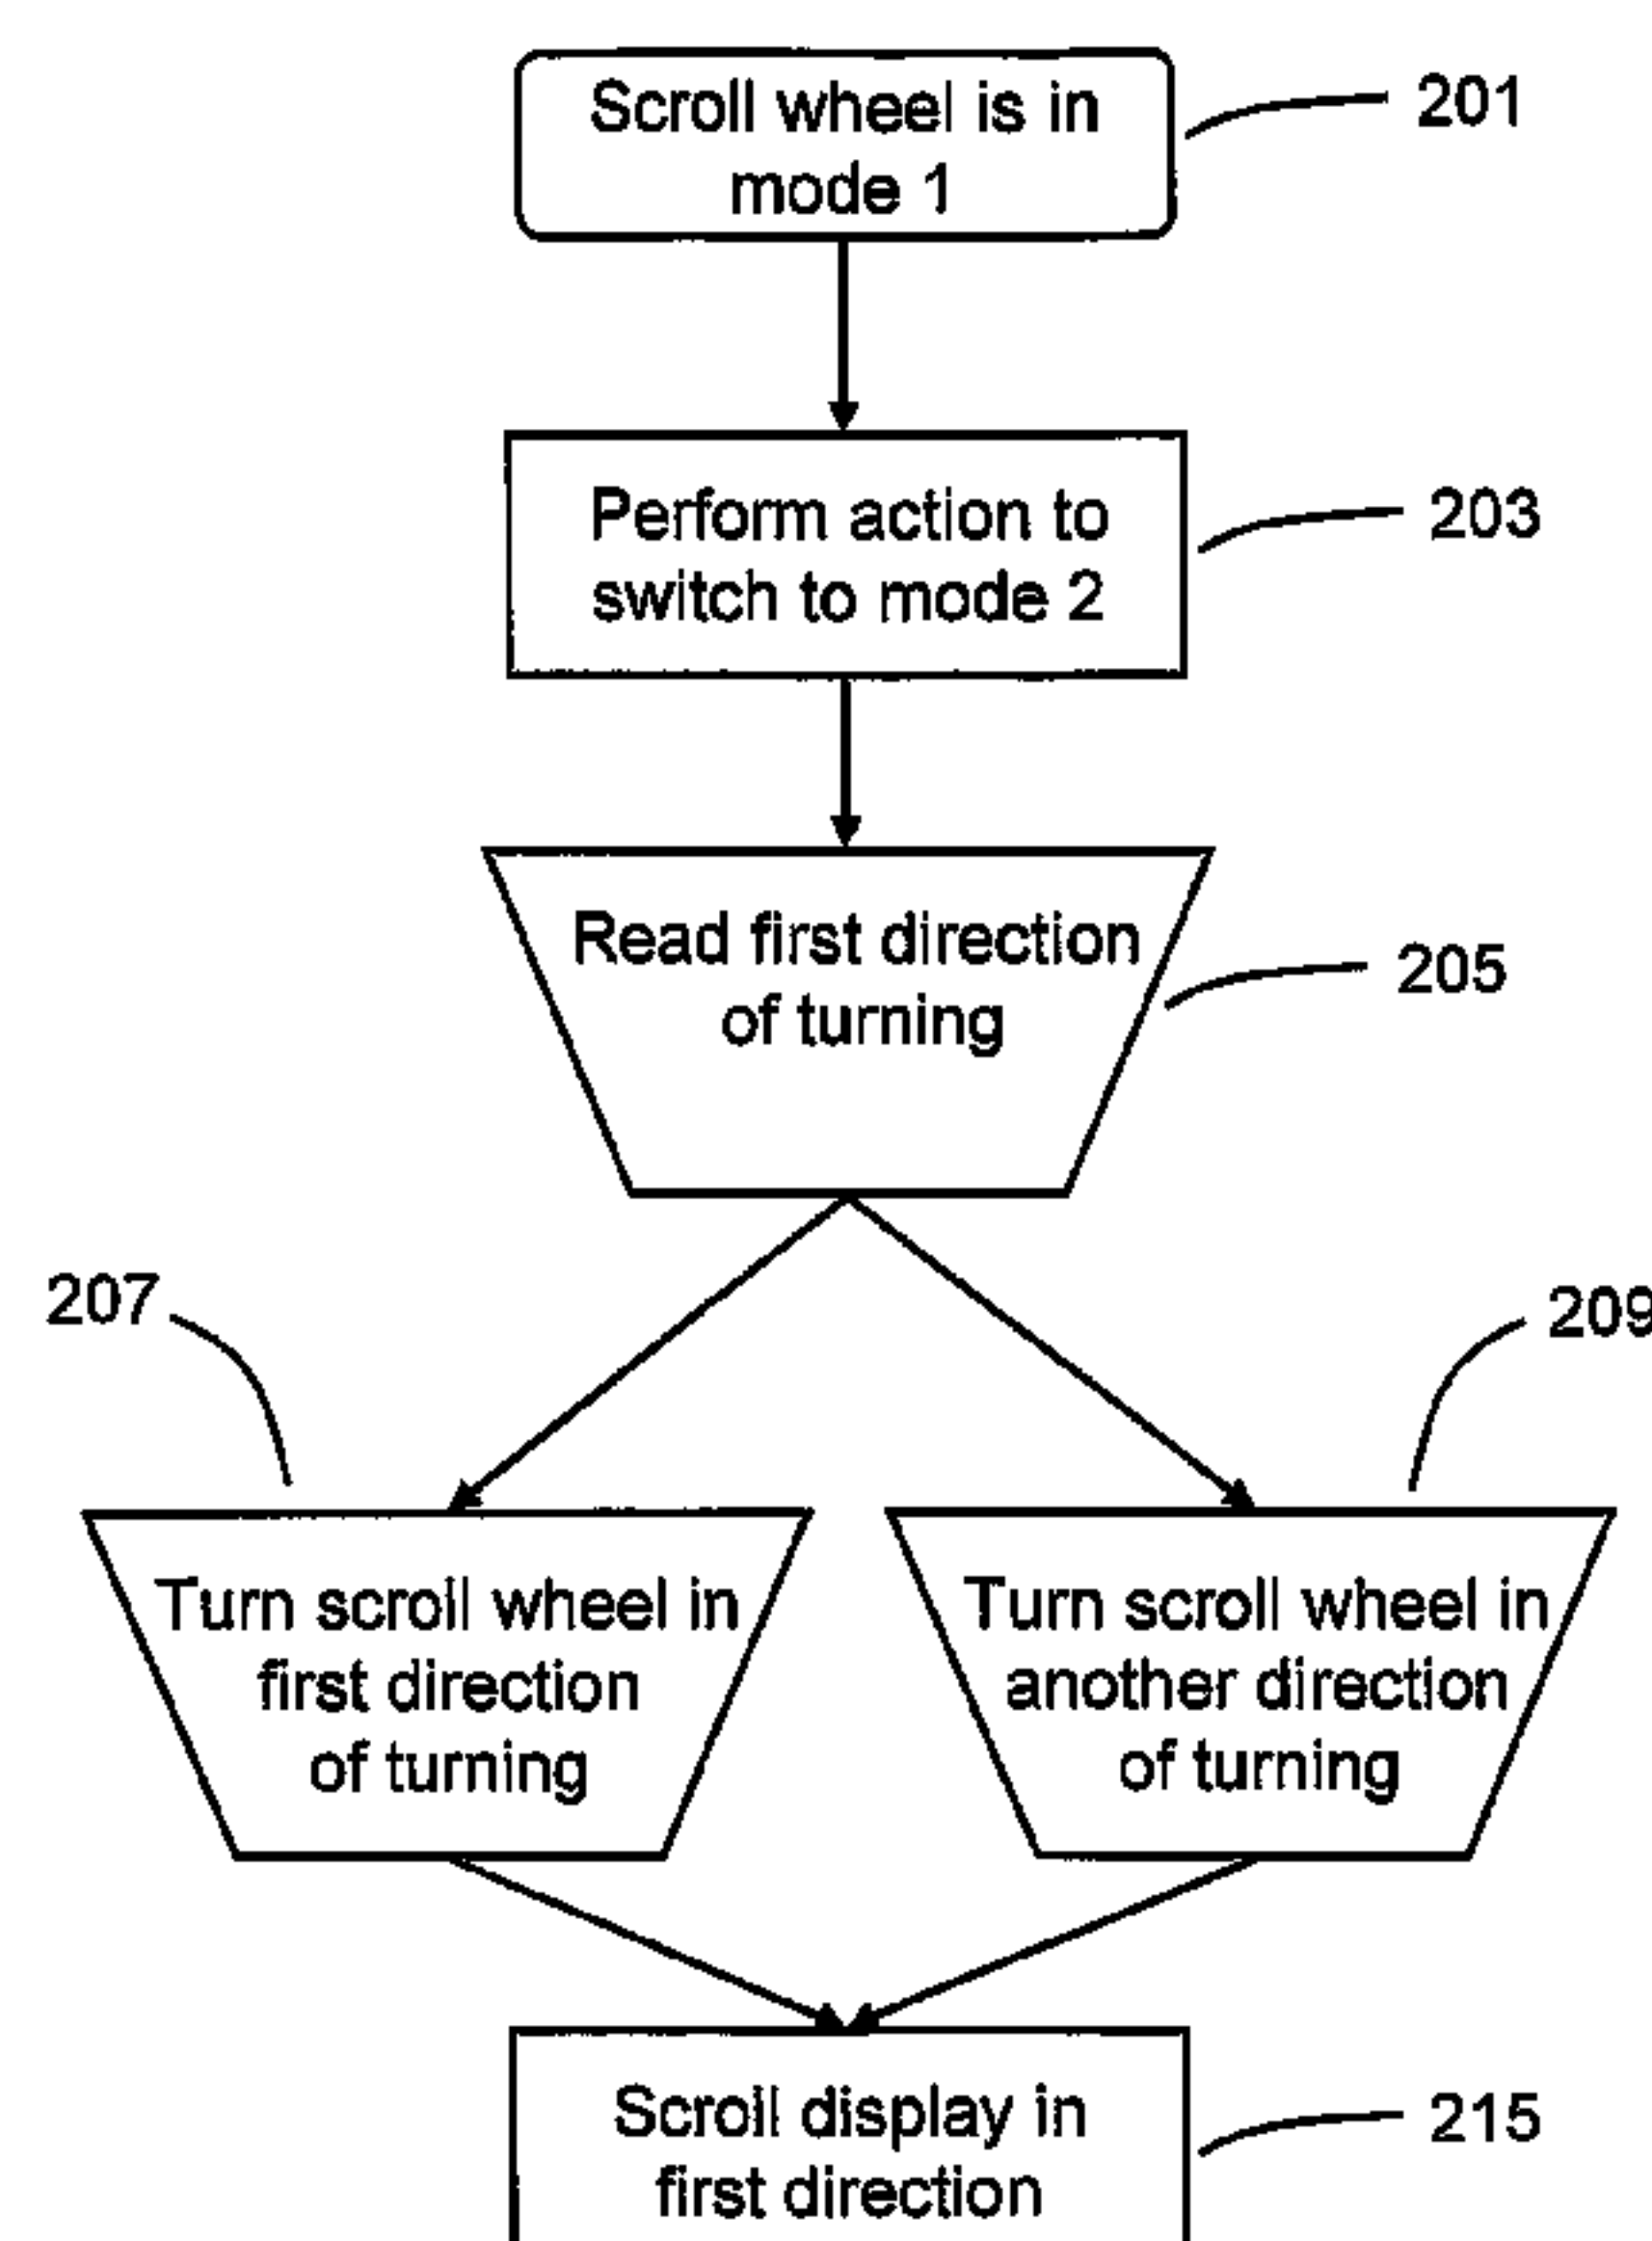 Scroll wheel is in
mode 1
201
Perform action to
switch to mode 2
203
Read first direction
of turning
205
207
209
Turn scroll wheel in
first direction
of turning
Turn scroll wheel in
another direction
of turning
Scroll display in
first direction
215